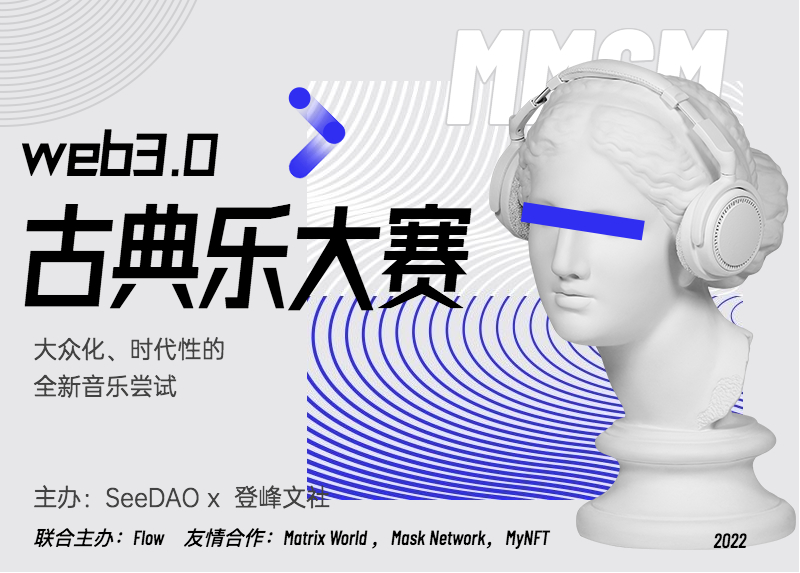 MMCM
web3.0
古典乐大赛
大众化、时代性的
全新音乐尝试
主办：SeeDAO x 登峰文社
联合主办：Flow 友情合作：Matrix World ， Mask Network， MyNFT
2022